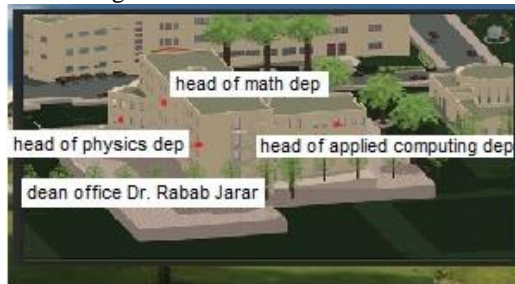 head of math dep
head of physics dep
head of applied computing dep
dean office Dr. Rabab Jarar